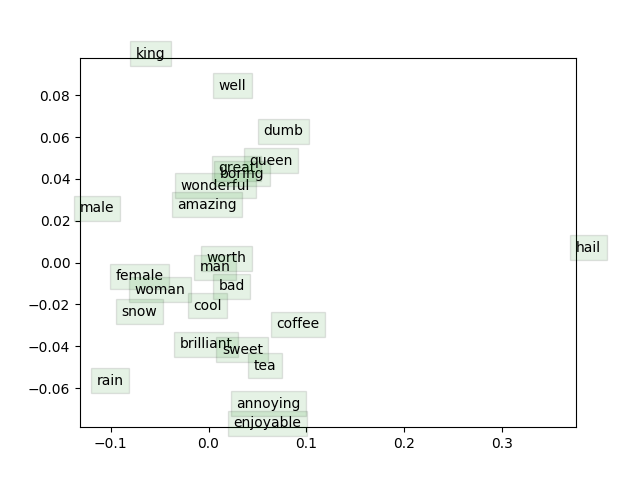 king
well
0.08
dumb
0.06
queen
great
boring
0.04
wonderful
amazing
male
0.02
hail
worth
0.00
man
female
bad
woman
−0.02
cool
snow
coffee
brilliant
−0.04
sweet
tea
rain
−0.06
annoying
enjoyable
−0.1 0.0 0.1 0.2 0.3